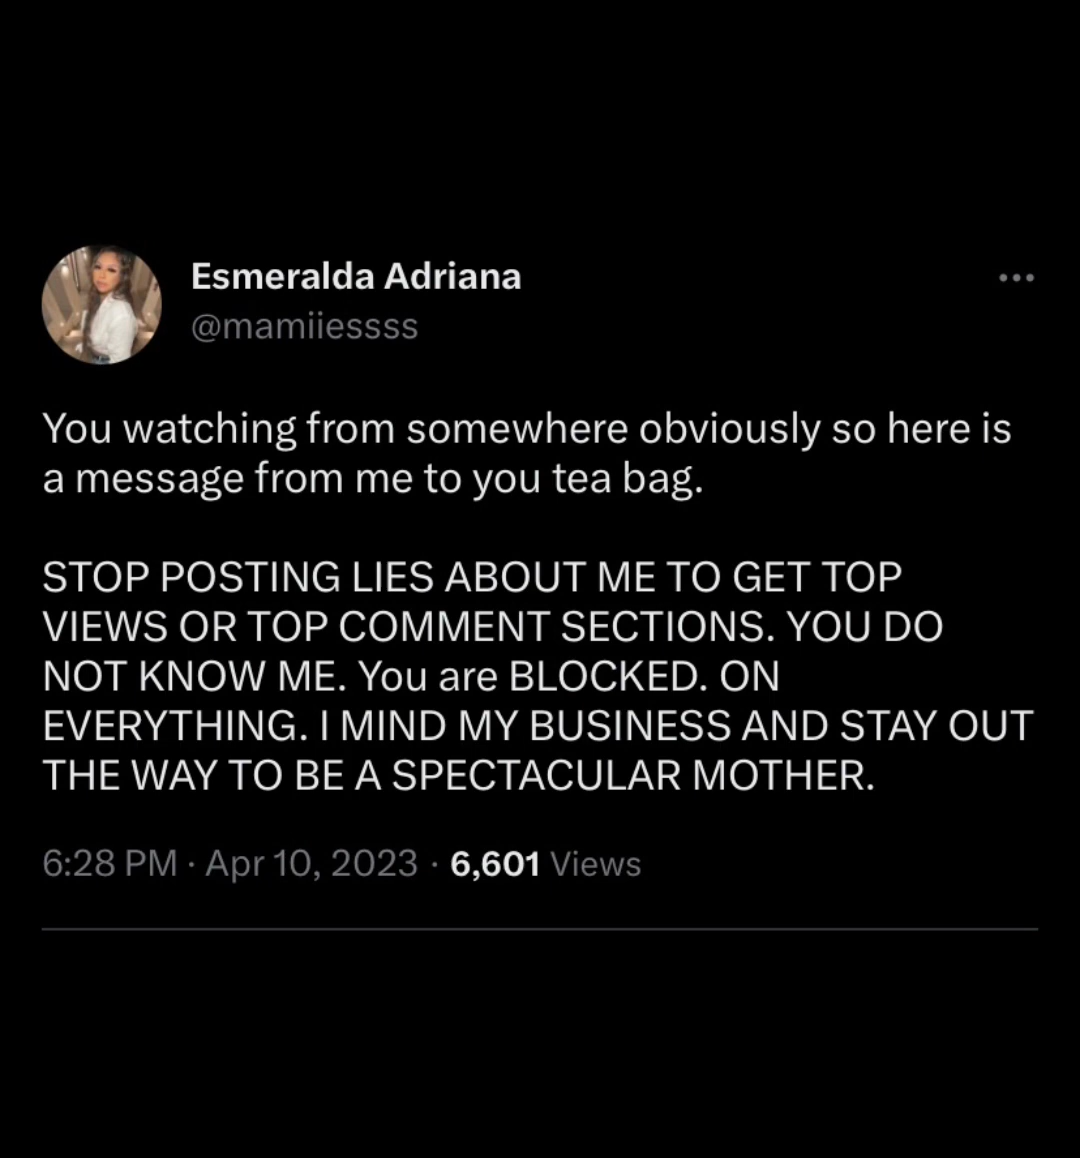 Esmeralda Adriana
@mamiiessss
You watching from somewhere obviously so here is
a message from me to you tea bag.
STOP POSTING LIES ABOUT ME TO GET TOP
VIEWS OR TOP COMMENT SECTIONS. YOU DO
NOT KNOW ME. You are BLOCKED. ON
EVERYTHING. I MIND MY BUSINESS AND STAY OUT
THE WAY TO BE A SPECTACULAR MOTHER.
6:28 PM · Apr 10, 2023 · 6,601 Views